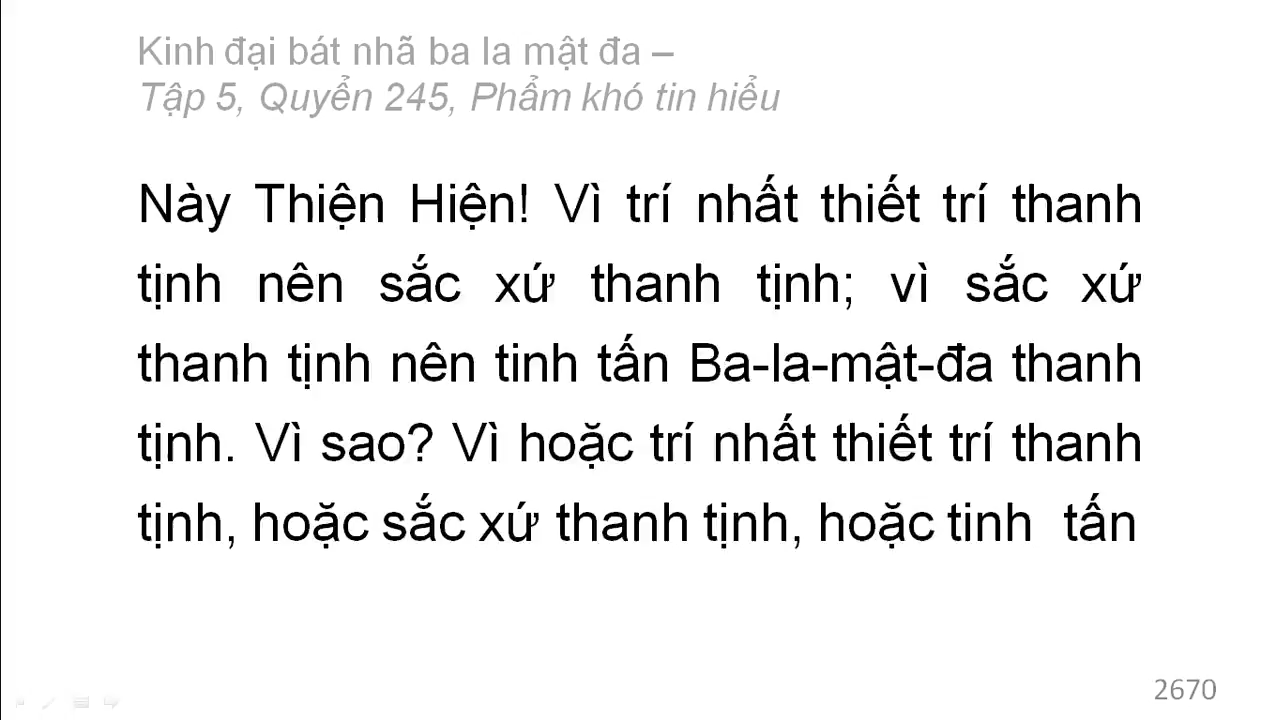 Kinh đại bát nhã ba la mật đa –
Tập 5, Quyển 245, Phẩm khó tin hiểu
Này Thiện Hiện! Vì trí nhất thiết trí thanh
tịnh nên sắc xứ thanh tịnh; vì sắc xứ
thanh tịnh nên tinh tấn Ba-la-mật-đa thanh
tịnh. Vì sao? Vì hoặc trí nhất thiết trí thanh
tịnh, hoặc sắc xứ thanh tịnh, hoặc tinh tấn
2670